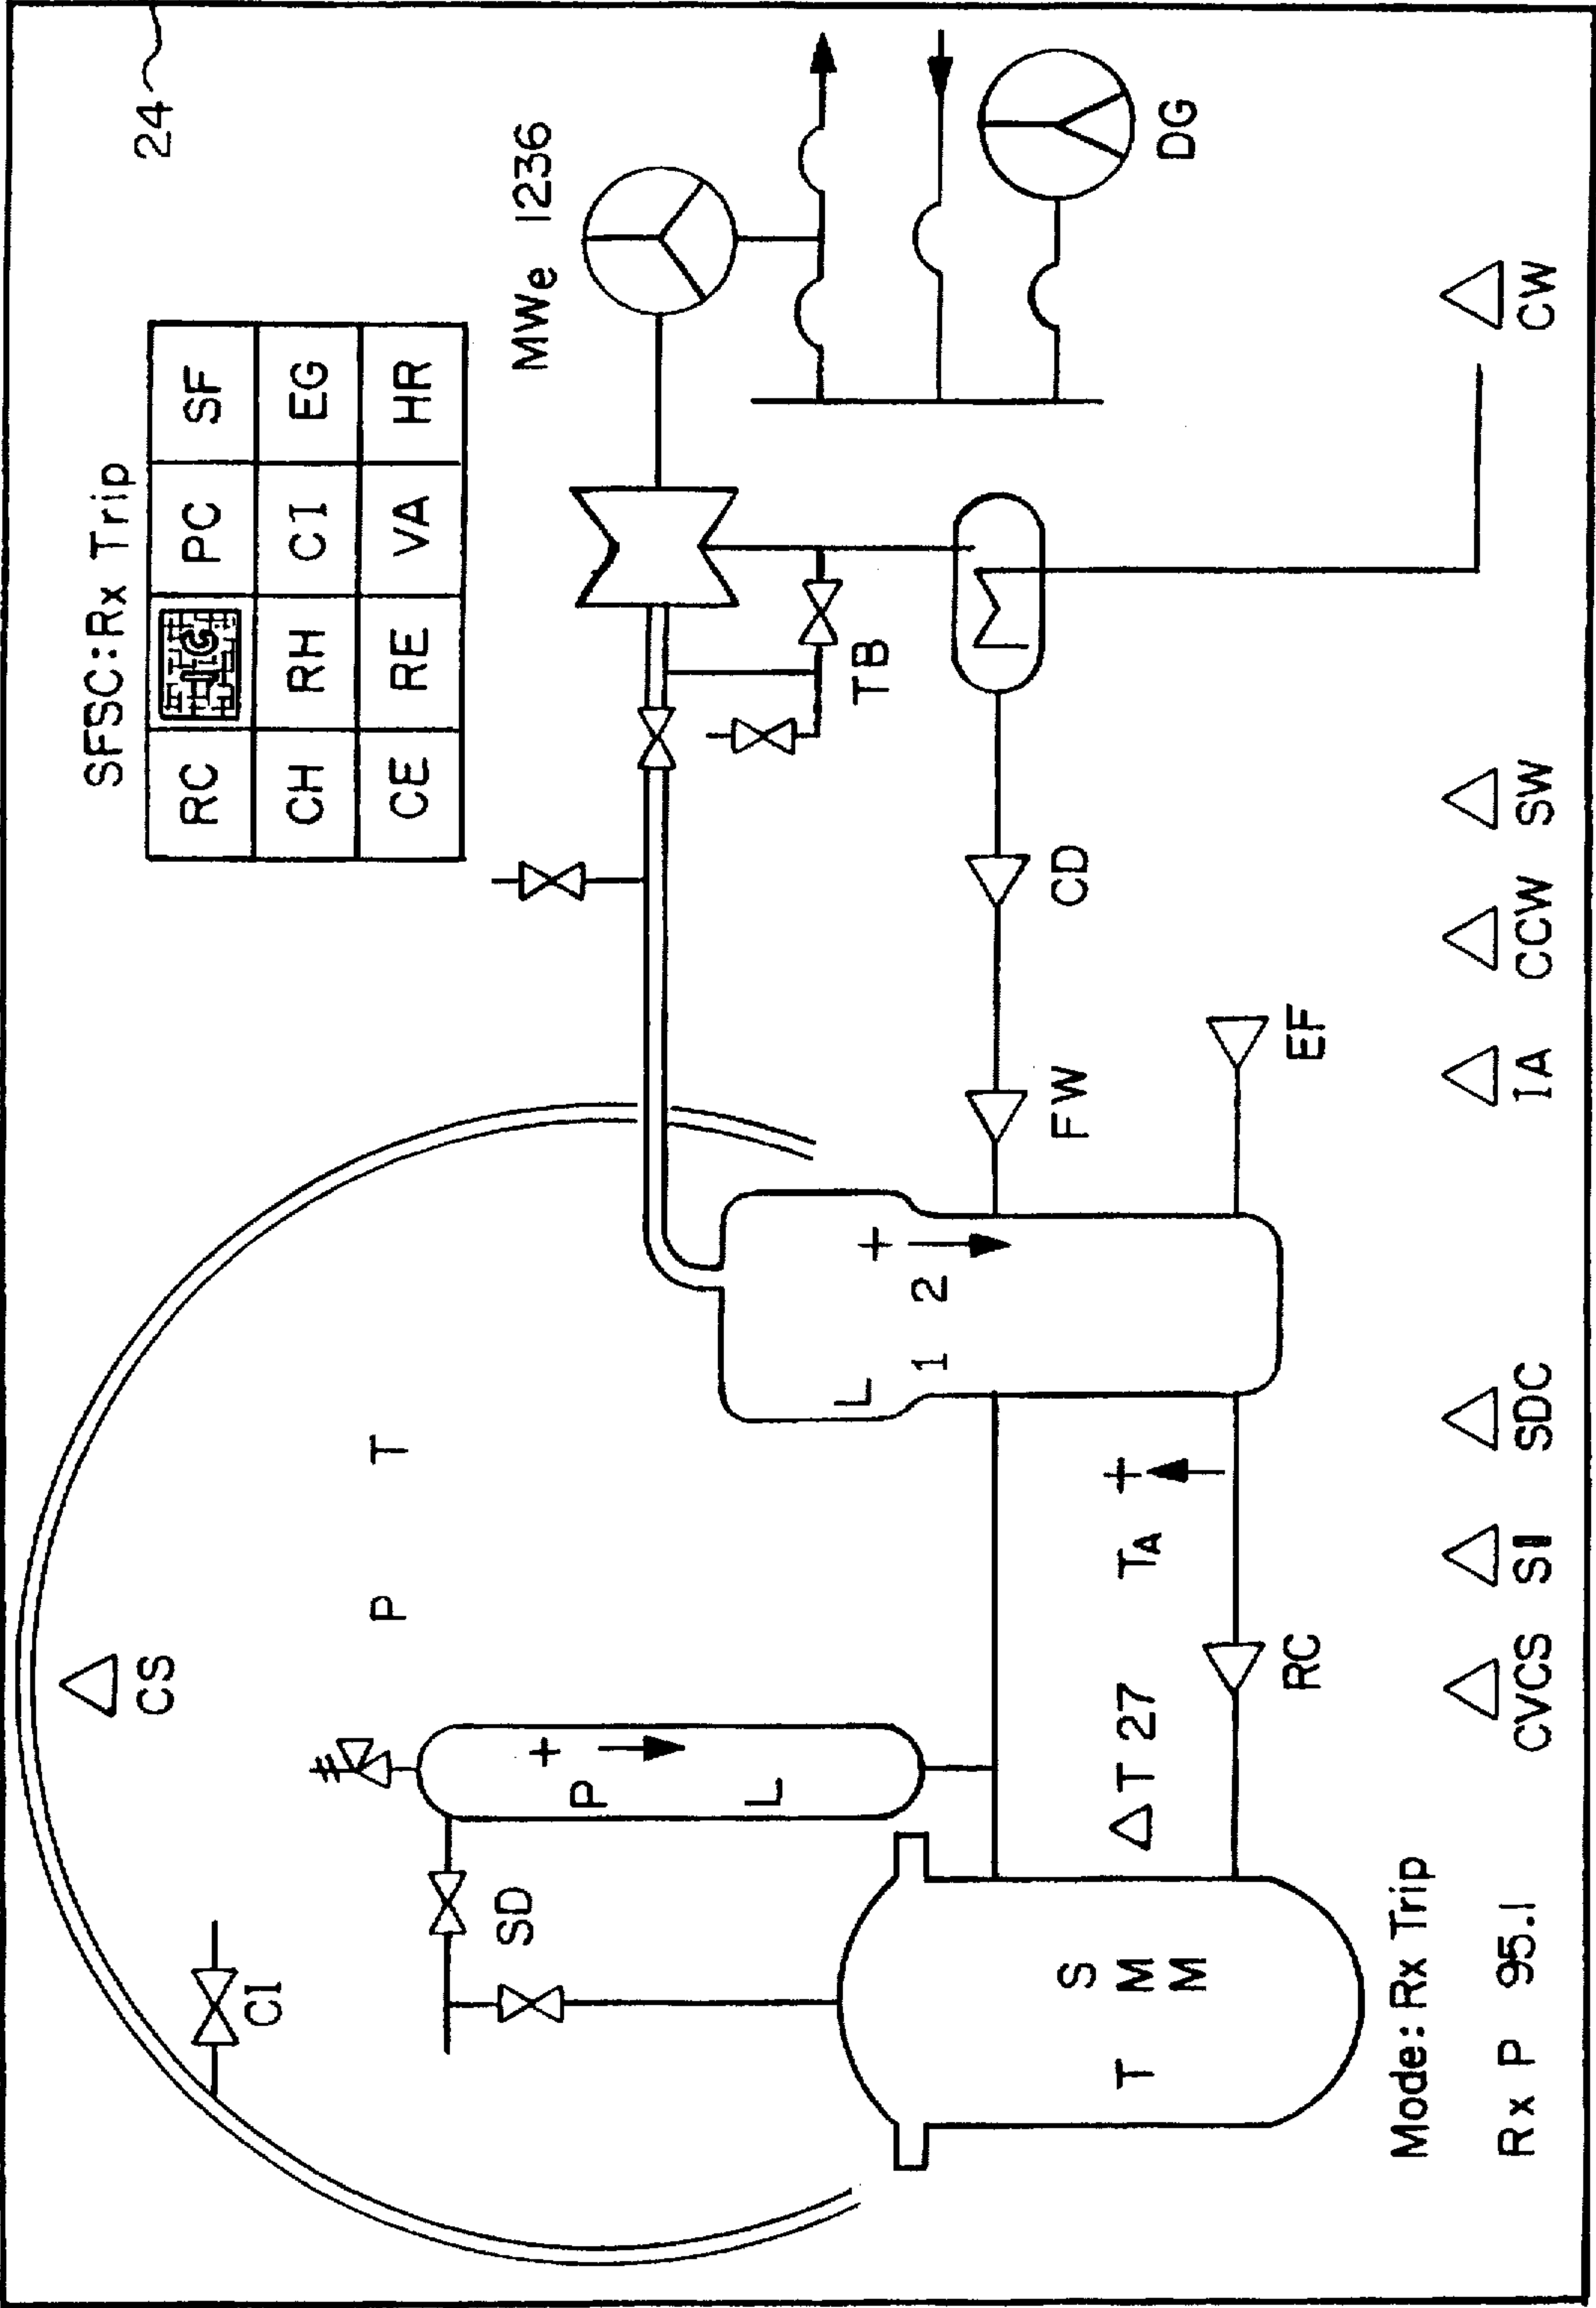 24
SFSC::Rx Trip
RC IG PC SF
CH RH CI EG
CE RE VA HR
CS
CI
P T
MWe 1236
SD
P
L
TB
DG
L
1 2
CD
FW
S
M
M
T
△T 27
TA
RC
EF
Mode::Rx Trip
Rx P 95.1
CVCS SI SDC IA CCW SW CW